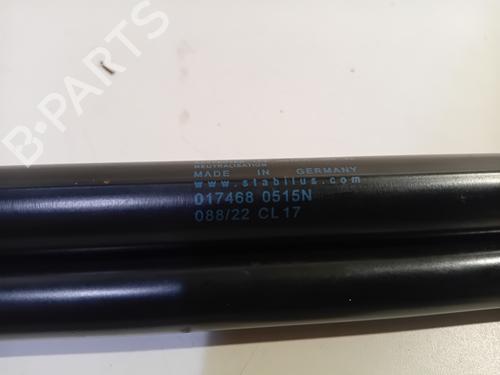 NEUTRALISATION
MADE IN GERMANY
www.stabilus.com
017468 0515N
088/22 CL17
B-PARTS